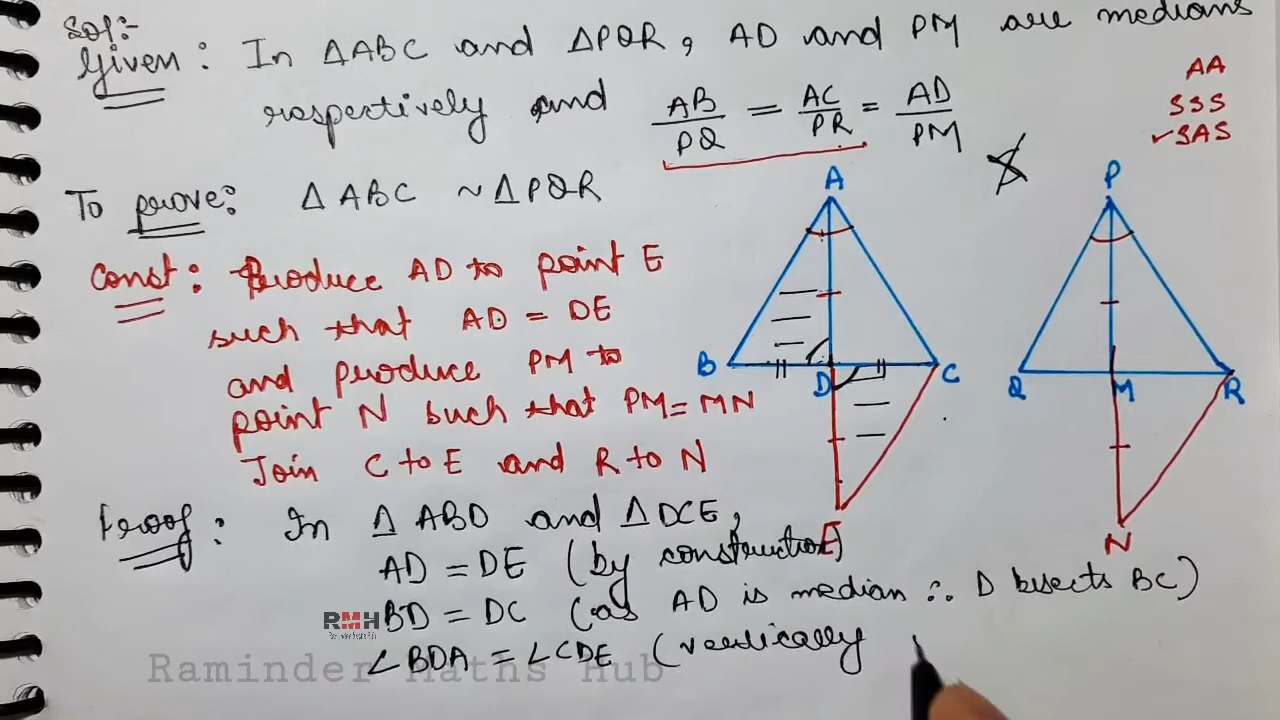 Sol:-
Given: In ΔABC and ΔPQR, AD and PM are medians
respectively and AB/PQ = AC/PR = AD/PM
AA
SSS
✓SAS
To prove: ΔABC ~ ΔPQR
Const: Produce AD to point E
such that AD = DE
and produce PM to
point N such that PM = MN
Join C to E and R to N
A
B
D
C
E
P
Q
M
R
N
Proof: In Δ ABD and ΔDCE,
AD = DE (by construction)
BD = DC (as AD is median ∴ D bisects BC)
∠BDA = ∠CDE (vertically
RMH
Raminder Maths Hub